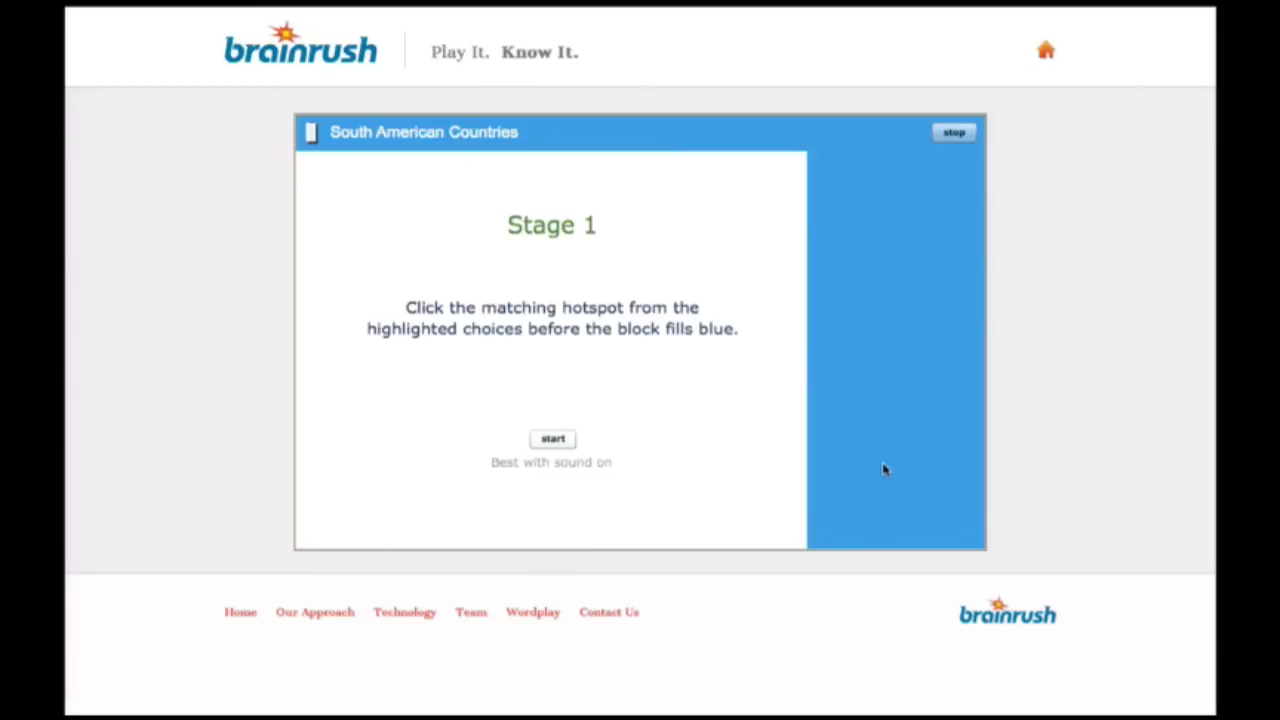 brainrush
Play It. Know It.
South American Countries
stop
Stage 1
Click the matching hotspot from the
highlighted choices before the block fills blue.
start
Best with sound on
Home Our Approach Technology Team Wordplay Contact Us
brainrush